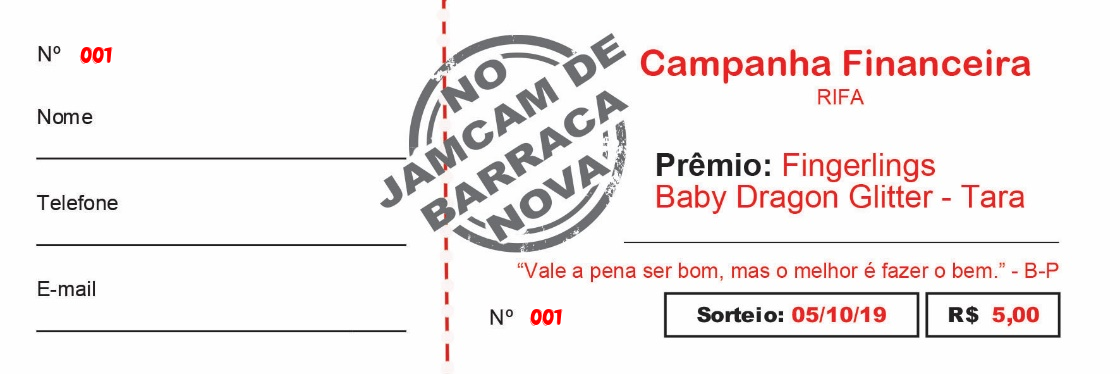 Nº 001
Nome
Telefone
E-mail
NO
JAMCAM DE
BARRACA
NOVA
Campanha Financeira
RIFA
Prêmio: Fingerlings
Baby Dragon Glitter - Tara
“Vale a pena ser bom, mas o melhor é fazer o bem.” - B-P
Nº 001
Sorteio: 05/10/19
R$ 5,00